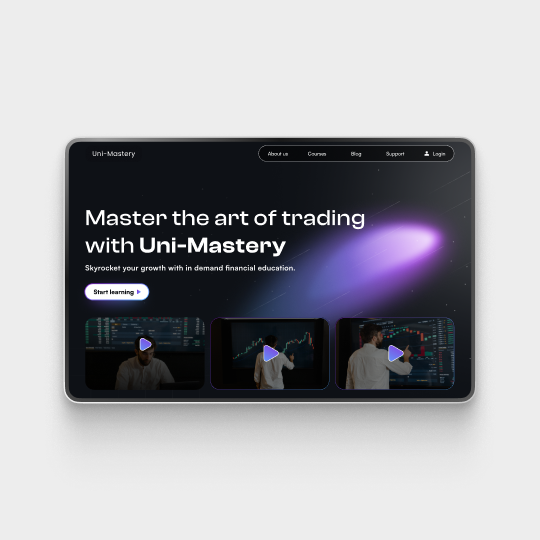 Uni-Mastery
About us Courses Blog Support Login
Master the art of trading
with Uni-Mastery
Skyrocket your growth with in demand financial education.
Start learning